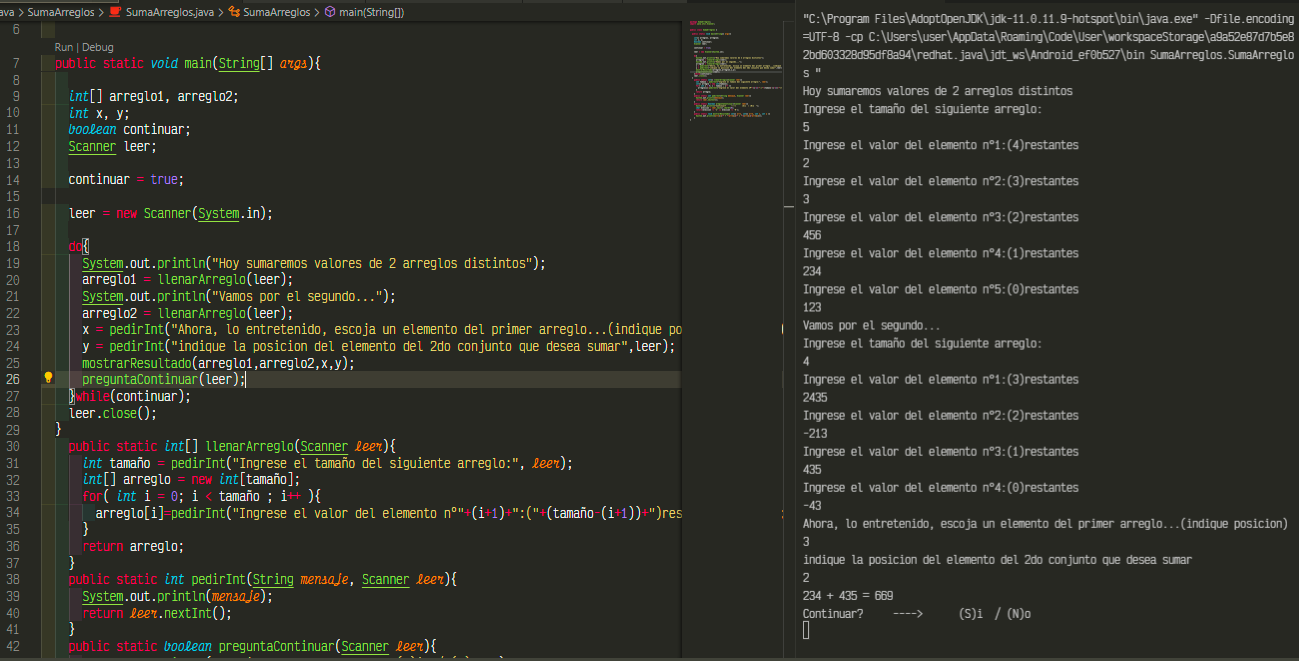 ava > SumaArreglos > SumaArreglos.java > SumaArreglos > main(String[])
6
Run | Debug
7 public static void main(String[] args){
8
9 int[] arreglo1, arreglo2;
10 int x, y;
11 boolean continuar;
12 Scanner leer;
13
14 continuar = true;
15
16 leer = new Scanner(System.in);
17
18 do{
19 System.out.println("Hoy sumaremos valores de 2 arreglos distintos");
20 arreglo1 = llenarArreglo(leer);
21 System.out.println("Vamos por el segundo...");
22 arreglo2 = llenarArreglo(leer);
23 x = pedirInt("Ahora, lo entretenido, escoja un elemento del primer arreglo...(indique po
24 y = pedirInt("indique la posicion del elemento del 2do conjunto que desea sumar",leer);
25 mostrarResultado(arreglo1,arreglo2,x,y);
26 preguntaContinuar(leer);
27 }while(continuar);
28 leer.close();
29 }
30 public static int[] llenarArreglo(Scanner leer){
31 int tamaño = pedirInt("Ingrese el tamaño del siguiente arreglo:", leer);
32 int[] arreglo = new int[tamaño];
33 for( int i = 0; i < tamaño ; i++ ){
34 arreglo[i]=pedirInt("Ingrese el valor del elemento nº"+(i+1)+":("+(tamaño-(i+1))+")res
35 }
36 return arreglo;
37 }
38 public static int pedirInt(String mensaje, Scanner leer){
39 System.out.println(mensaje);
40 return leer.nextInt();
41 }
42 public static boolean preguntaContinuar(Scanner leer){
"C:\Program Files\AdoptOpenJDK\jdk-11.0.11.9-hotspot\bin\java.exe" -Dfile.encoding
=UTF-8 -cp C:\Users\user\AppData\Roaming\Code\User\workspaceStorage\a9a52e87d7b5e8
2bd603328d95df8a94\redhat.java\jdt_ws\Android_ef0b527\bin SumaArreglos.SumaArreglo
s "
Hoy sumaremos valores de 2 arreglos distintos
Ingrese el tamaño del siguiente arreglo:
5
Ingrese el valor del elemento nº1:(4)restantes
2
Ingrese el valor del elemento nº2:(3)restantes
3
Ingrese el valor del elemento nº3:(2)restantes
456
Ingrese el valor del elemento nº4:(1)restantes
234
Ingrese el valor del elemento nº5:(0)restantes
123
Vamos por el segundo...
Ingrese el tamaño del siguiente arreglo:
4
Ingrese el valor del elemento nº1:(3)restantes
2435
Ingrese el valor del elemento nº2:(2)restantes
-213
Ingrese el valor del elemento nº3:(1)restantes
435
Ingrese el valor del elemento nº4:(0)restantes
-43
Ahora, lo entretenido, escoja un elemento del primer arreglo...(indique posicion)
3
indique la posicion del elemento del 2do conjunto que desea sumar
2
234 + 435 = 669
Continuar? ----> (S)i / (N)o